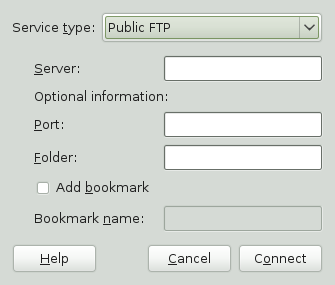 Service type: Public FTP
Server:
Optional information:
Port:
Folder:
Add bookmark
Bookmark name:
Help Cancel Connect